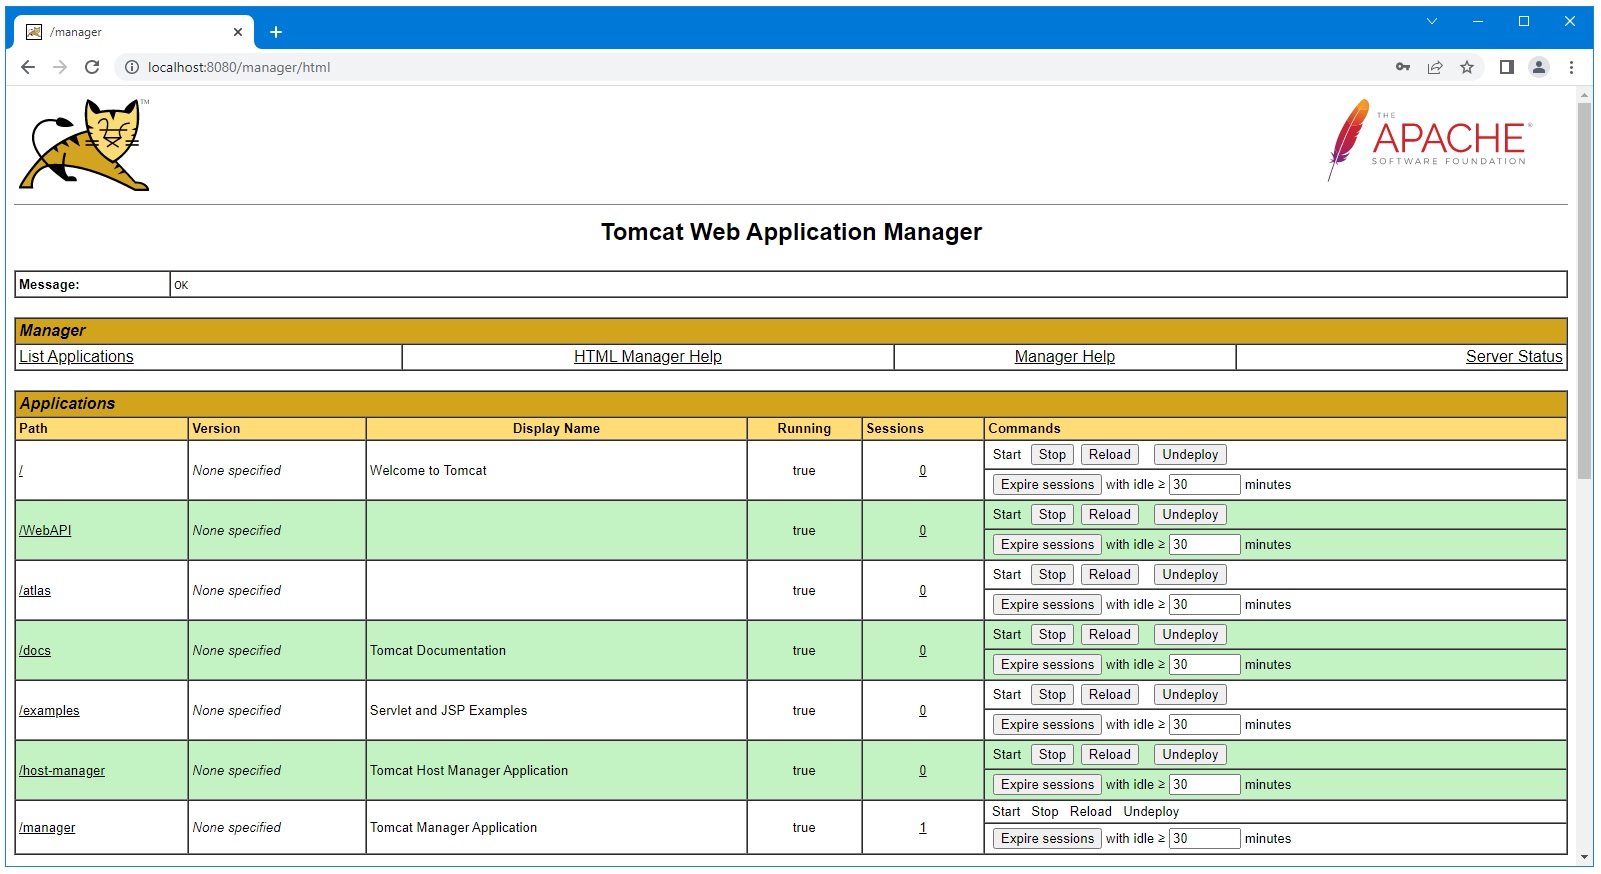 /manager
localhost:8080/manager/html
TM
THE
APACHE®
SOFTWARE FOUNDATION
Tomcat Web Application Manager
Message: OK
Manager
List Applications HTML Manager Help Manager Help Server Status
Applications
Path Version Display Name Running Sessions Commands
/ None specified Welcome to Tomcat true 0 Start Stop Reload Undeploy
Expire sessions with idle ≥ 30 minutes
/WebAPI None specified true 0 Start Stop Reload Undeploy
Expire sessions with idle ≥ 30 minutes
/atlas None specified true 0 Start Stop Reload Undeploy
Expire sessions with idle ≥ 30 minutes
/docs None specified Tomcat Documentation true 0 Start Stop Reload Undeploy
Expire sessions with idle ≥ 30 minutes
/examples None specified Servlet and JSP Examples true 0 Start Stop Reload Undeploy
Expire sessions with idle ≥ 30 minutes
/host-manager None specified Tomcat Host Manager Application true 0 Start Stop Reload Undeploy
Expire sessions with idle ≥ 30 minutes
/manager None specified Tomcat Manager Application true 1 Start Stop Reload Undeploy
Expire sessions with idle ≥ 30 minutes